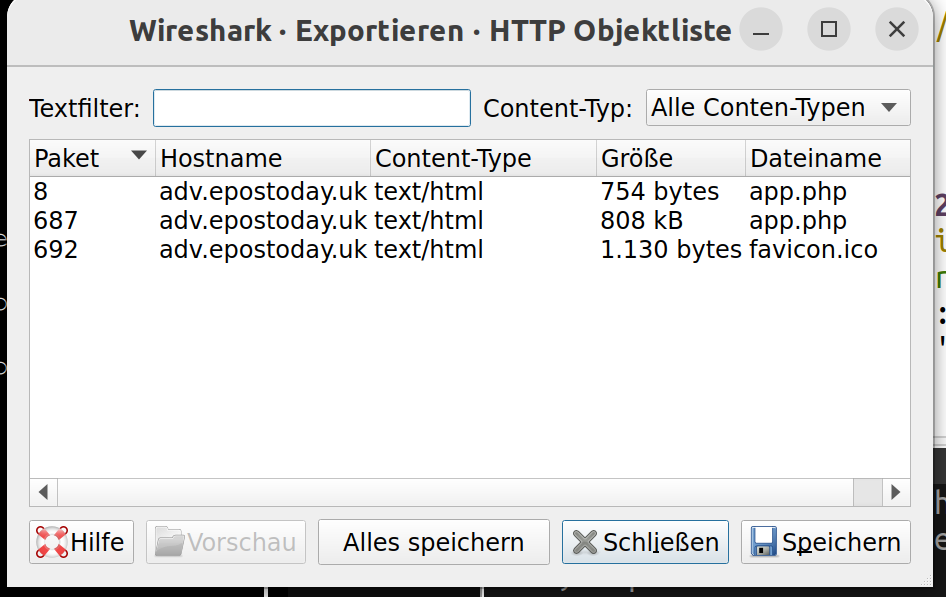 Wireshark · Exportieren · HTTP Objektliste
Textfilter: Content-Typ: Alle Conten-Typen
Paket Hostname Content-Type Größe Dateiname
8 adv.epostoday.uk text/html 754 bytes app.php
687 adv.epostoday.uk text/html 808 kB app.php
692 adv.epostoday.uk text/html 1.130 bytes favicon.ico
Hilfe Vorschau Alles speichern Schließen Speichern